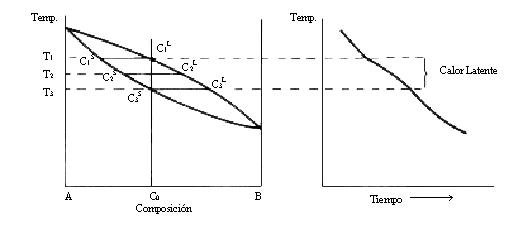 Temp.
Temp.
T1
C1L
C1S
Calor Latente
T2
C2L
C2S
T3
C3L
C3S
A
C0
B
Composición
Tiempo